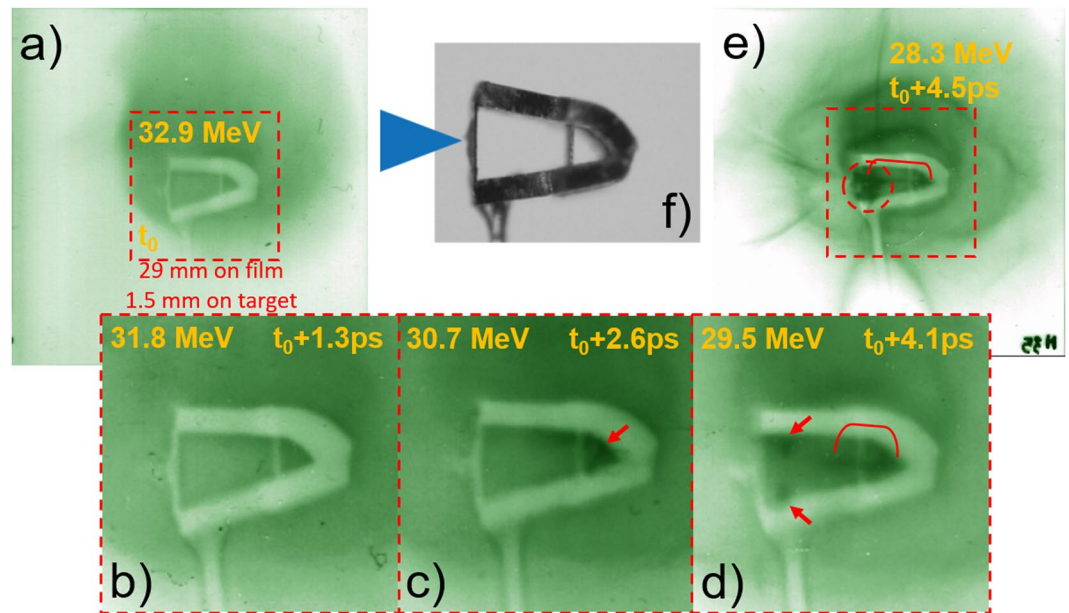 a)
32.9 MeV
t0
29 mm on film
1.5 mm on target
f)
e)
28.3 MeV
t0+4.5ps
31.8 MeV t0+1.3ps
b)
30.7 MeV t0+2.6ps
c)
29.5 MeV t0+4.1ps
d)